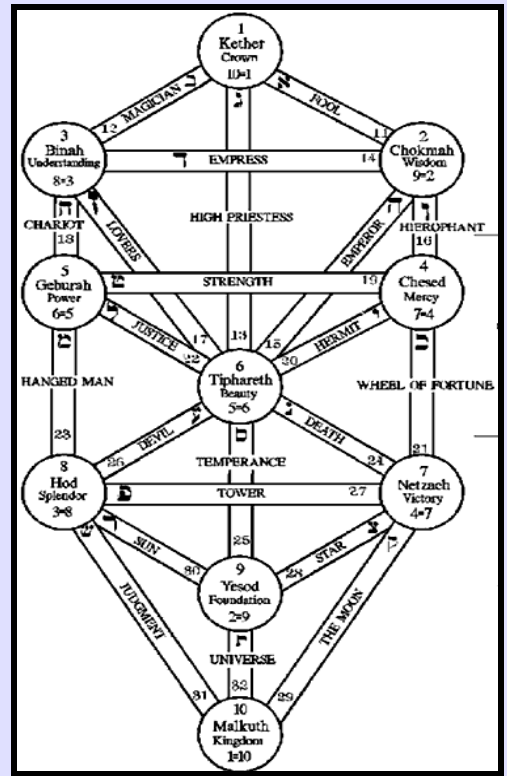 1
Kether
Crown
10=1
כ MAGICIAN 12
א FOOL 11
ג
3
Binah
Understanding
8=3
2
Chokmah
Wisdom
9=2
ד EMPRESS 14
CHARIOT
18
LOVERS
17
HIGH PRIESTESS
13
ה EMPEROR
15
ו HIEROPHANT
16
5
Geburah
Power
6=5
4
Chesed
Mercy
7=4
STRENGTH 19
JUSTICE
22
י HERMIT
20
6
Tiphareth
Beauty
5=6
HANGED MAN
23
WHEEL OF FORTUNE
21
DEVIL 26
DEATH 24
TEMPERANCE
25
8
Hod
Splendor
3=8
7
Netzach
Victory
4=7
TOWER 27
ר SUN 30
צ STAR 28
9
Yesod
Foundation
2=9
ש JUDGMENT 31
ק THE MOON 29
ת
UNIVERSE
32
10
Malkuth
Kingdom
1=10